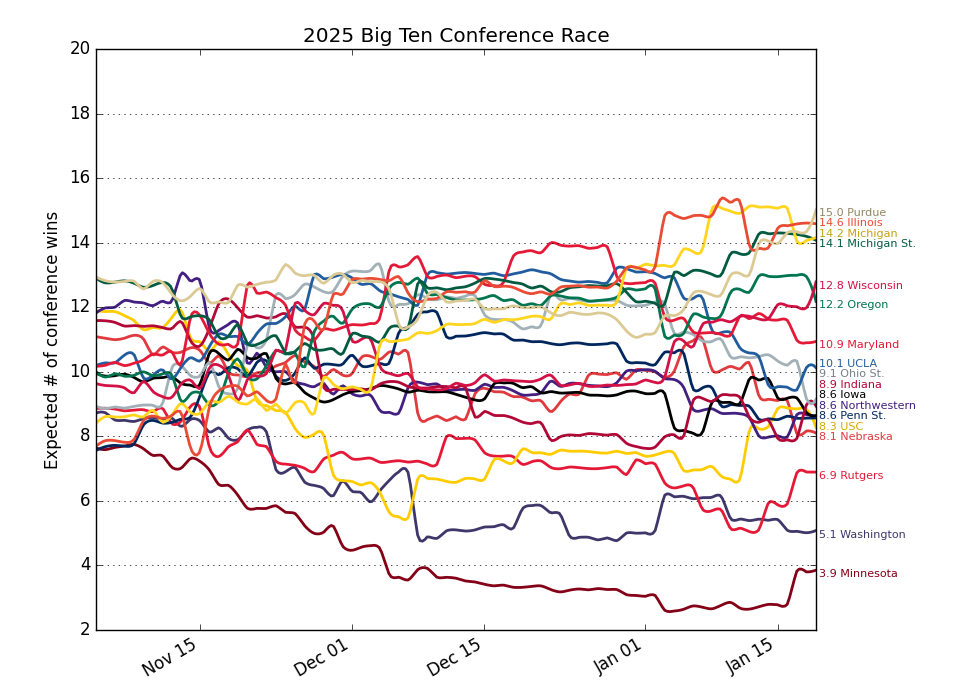 2025 Big Ten Conference Race
Expected # of conference wins
20
18
16
14
12
10
8
6
4
2
Nov 15
Dec 01
Dec 15
Jan 01
Jan 15
15.0 Purdue
14.6 Illinois
14.2 Michigan
14.1 Michigan St.
12.8 Wisconsin
12.2 Oregon
10.9 Maryland
10.1 UCLA
9.1 Ohio St.
8.9 Indiana
8.6 Iowa
8.6 Northwestern
8.6 Penn St.
8.3 USC
8.1 Nebraska
6.9 Rutgers
5.1 Washington
3.9 Minnesota